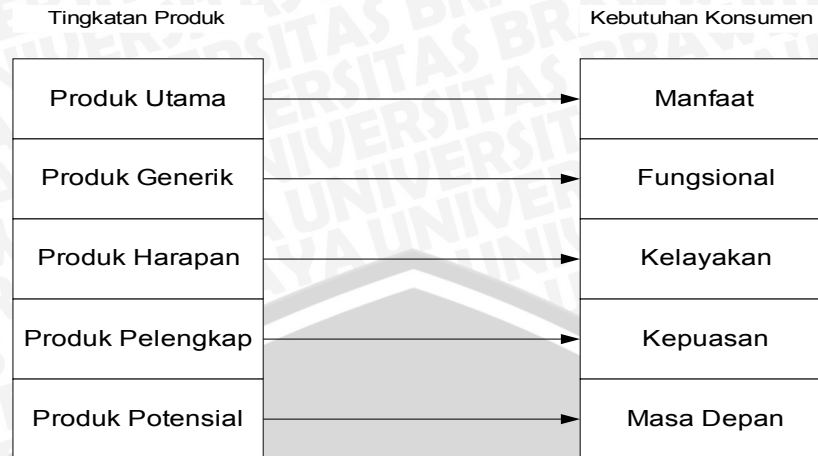 Tingkatan Produk
Kebutuhan Konsumen
Produk Utama
Manfaat
Produk Generik
Fungsional
Produk Harapan
Kelayakan
Produk Pelengkap
Kepuasan
Produk Potensial
Masa Depan